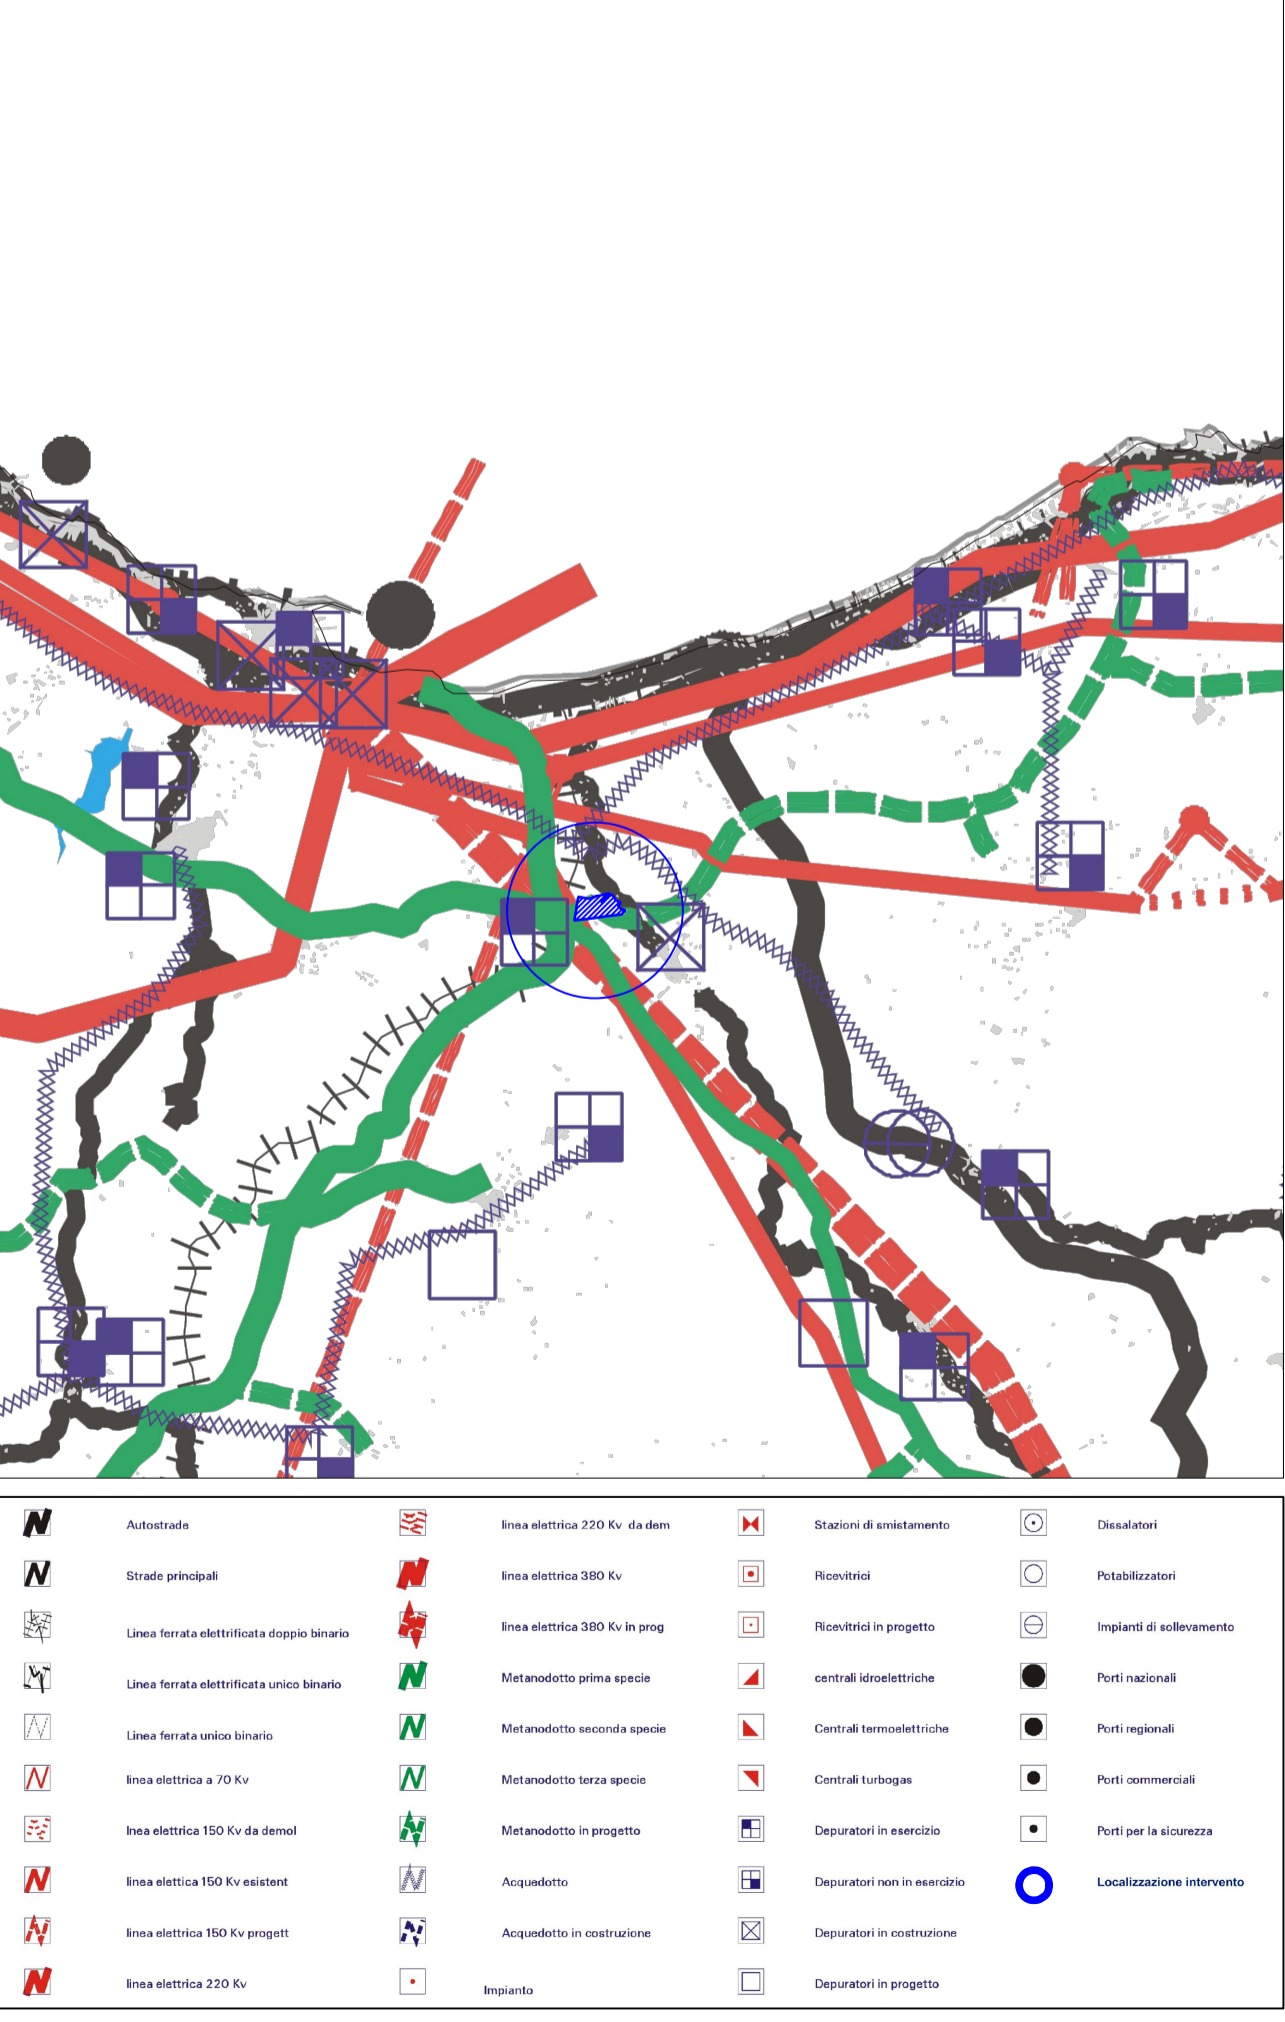 Autostrade
Strade principali
Linea ferrata elettrificata doppio binario
Linea ferrata elettrificata unico binario
Linea ferrata unico binario
linea elettrica a 70 Kv
lnea elettrica 150 Kv da demol
linea elettica 150 Kv esistent
linea elettrica 150 Kv progett
linea elettrica 220 Kv
linea elettrica 220 Kv da dem
linea elettrica 380 Kv
linea elettrica 380 Kv in prog
Metanodotto prima specie
Metanodotto seconda specie
Metanodotto terza specie
Metanodotto in progetto
Acquedotto
Acquedotto in costruzione
Impianto
Stazioni di smistamento
Ricevitrici
Ricevitrici in progetto
centrali idroelettriche
Centrali termoelettriche
Centrali turbogas
Depuratori in esercizio
Depuratori non in esercizio
Depuratori in costruzione
Depuratori in progetto
Dissalatori
Potabilizzatori
Impianti di sollevamento
Porti nazionali
Porti regionali
Porti commerciali
Porti per la sicurezza
Localizzazione intervento